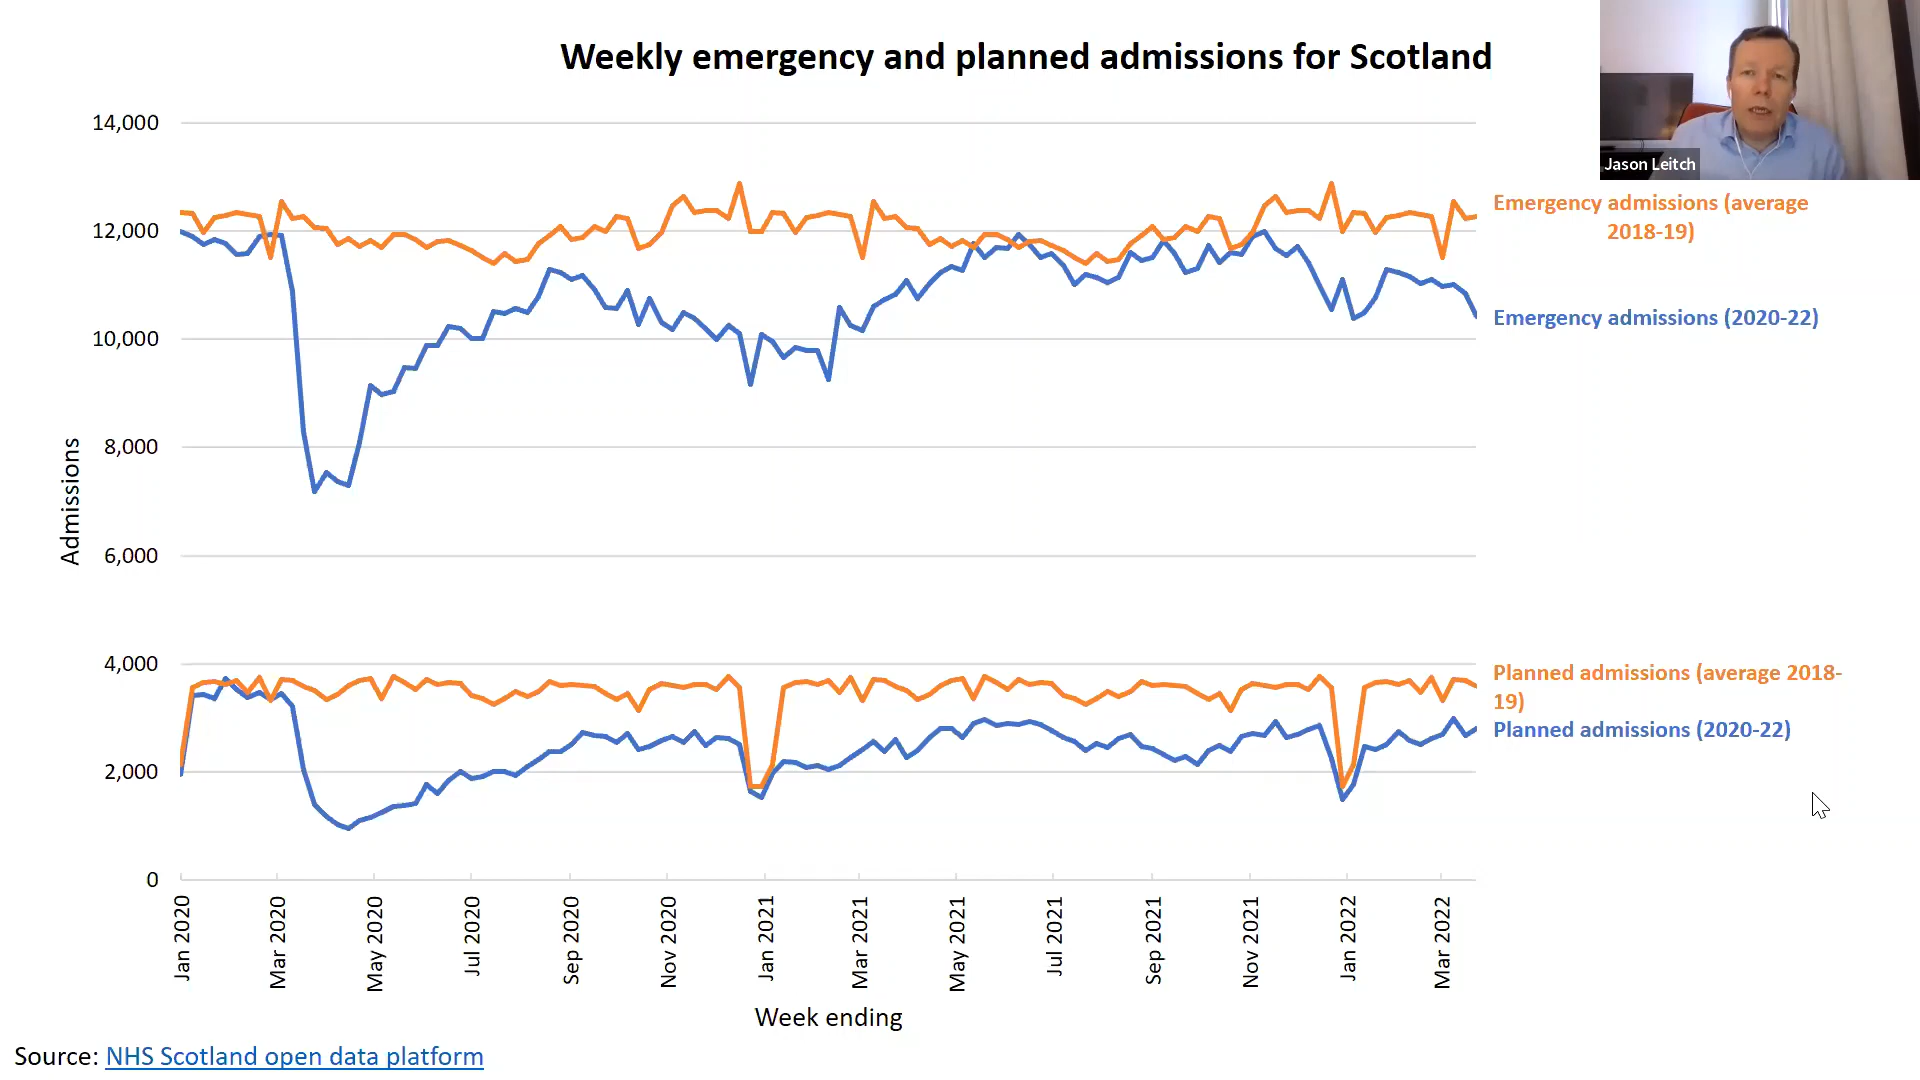 Weekly emergency and planned admissions for Scotland
Jason Leitch
14,000
12,000
10,000
8,000
6,000
4,000
2,000
0
Admissions
Emergency admissions (average
2018-19)
Emergency admissions (2020-22)
Planned admissions (average 2018-
19)
Planned admissions (2020-22)
Jan 2020
Mar 2020
May 2020
Jul 2020
Sep 2020
Nov 2020
Jan 2021
Mar 2021
May 2021
Jul 2021
Sep 2021
Nov 2021
Jan 2022
Mar 2022
Week ending
Source: NHS Scotland open data platform